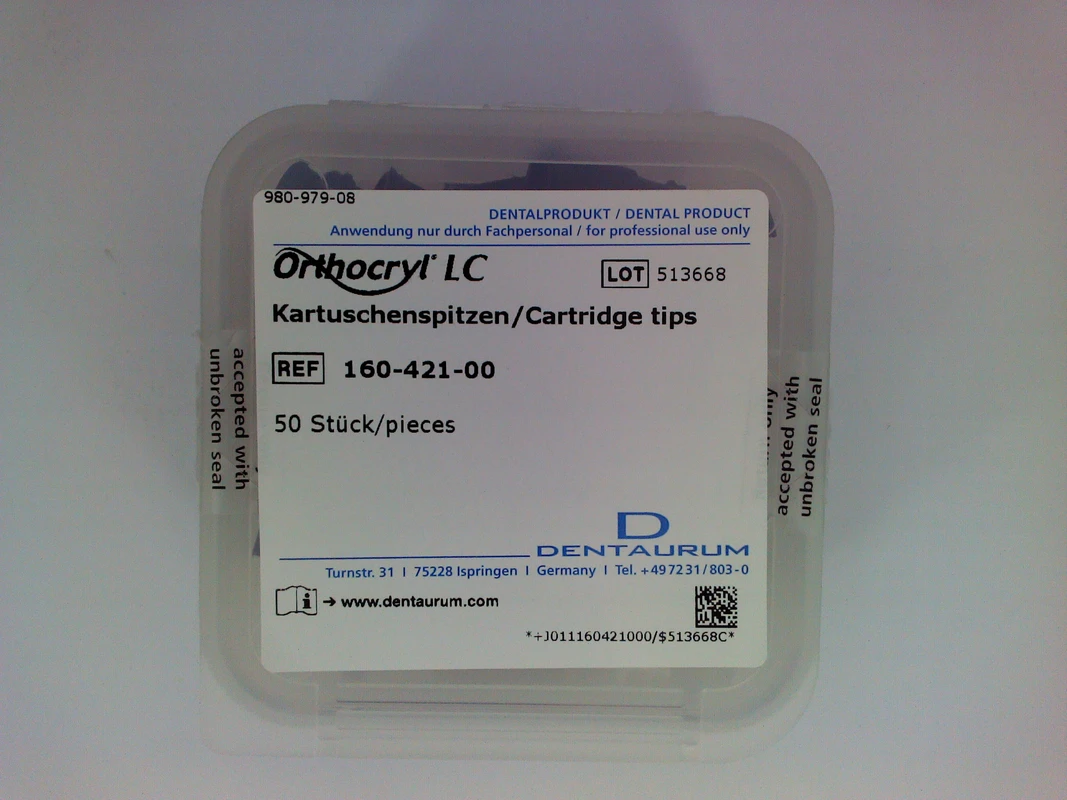 980-979-08
DENTALPRODUKT / DENTAL PRODUCT
Anwendung nur durch Fachpersonal / for professional use only
Orthocryl® LC
LOT 513668
Kartuschenspitzen/Cartridge tips
REF 160-421-00
50 Stück/pieces
accepted with
unbroken seal
only
accepted with
unbroken seal
D
DENTAURUM
Turnstr. 31 I 75228 Ispringen I Germany I Tel. +497231/803-0
i → www.dentaurum.com
*+J011160421000/$513668C*